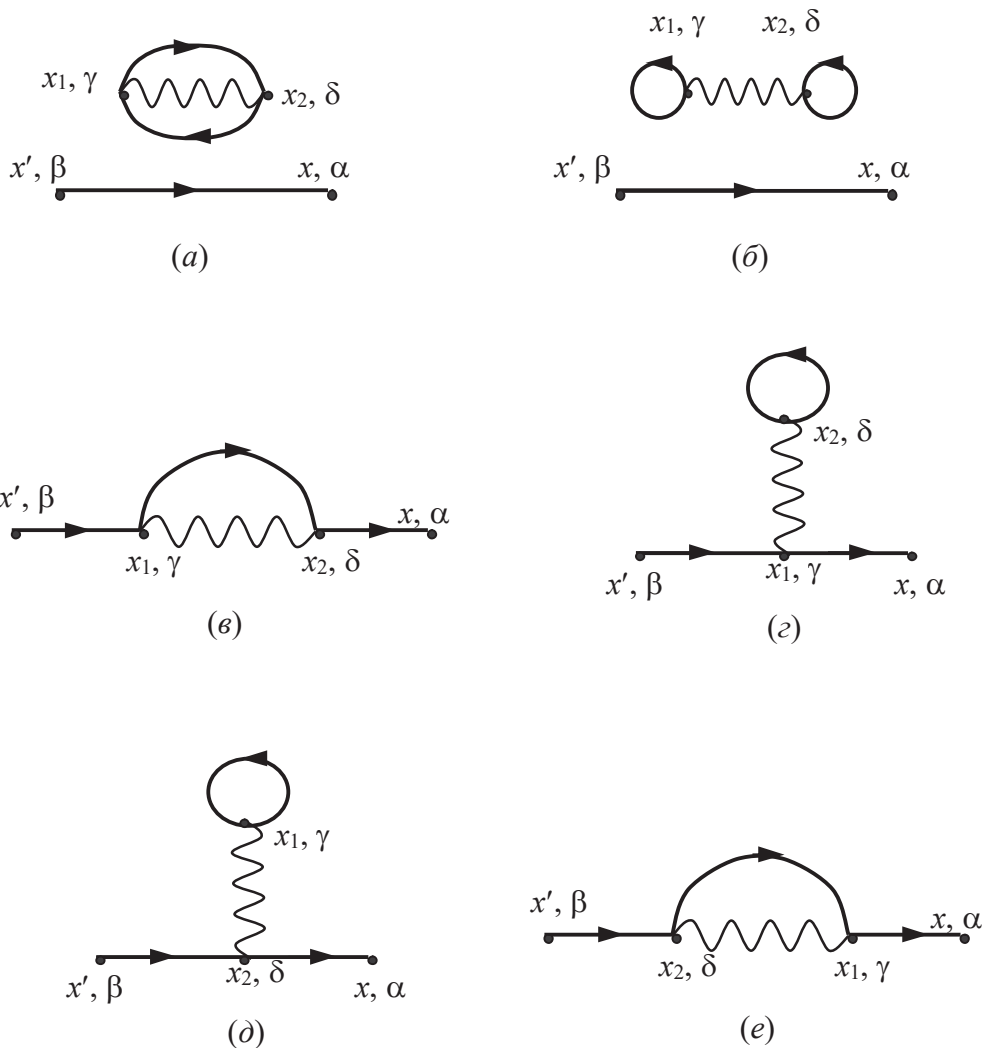 x₁, γ
x₂, δ
x′, β
x, α
(а)
x₁, γ
x₂, δ
x′, β
x, α
(б)
x′, β
x₁, γ
x₂, δ
x, α
(в)
x₂, δ
x′, β
x₁, γ
x, α
(г)
x₁, γ
x′, β
x₂, δ
x, α
(д)
x′, β
x₂, δ
x₁, γ
x, α
(е)